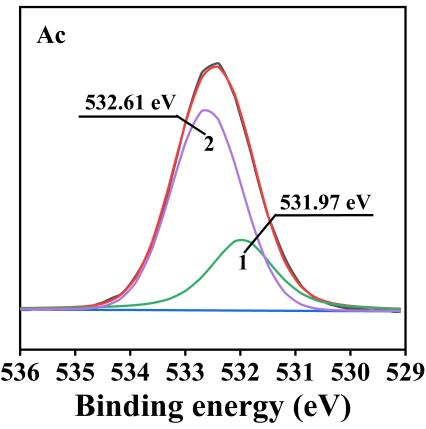 Ac
532.61 eV
2
531.97 eV
1
536 535 534 533 532 531 530 529
Binding energy (eV)